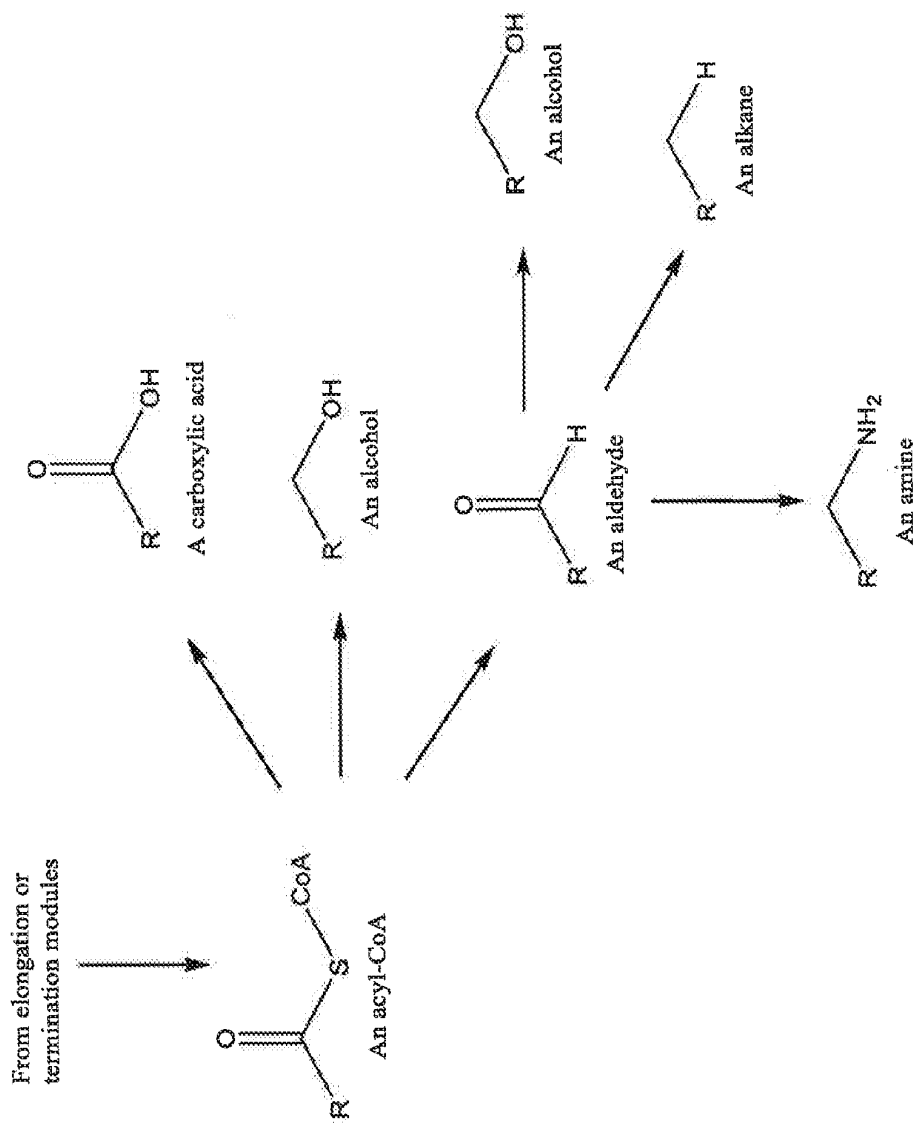 From elongation or
termination modules
O
R
S
CoA
An acyl-CoA
O
R
OH
A carboxylic acid
R
OH
An alcohol
O
R
H
An aldehyde
R
OH
An alcohol
R
H
An alkane
R
NH2
An amine